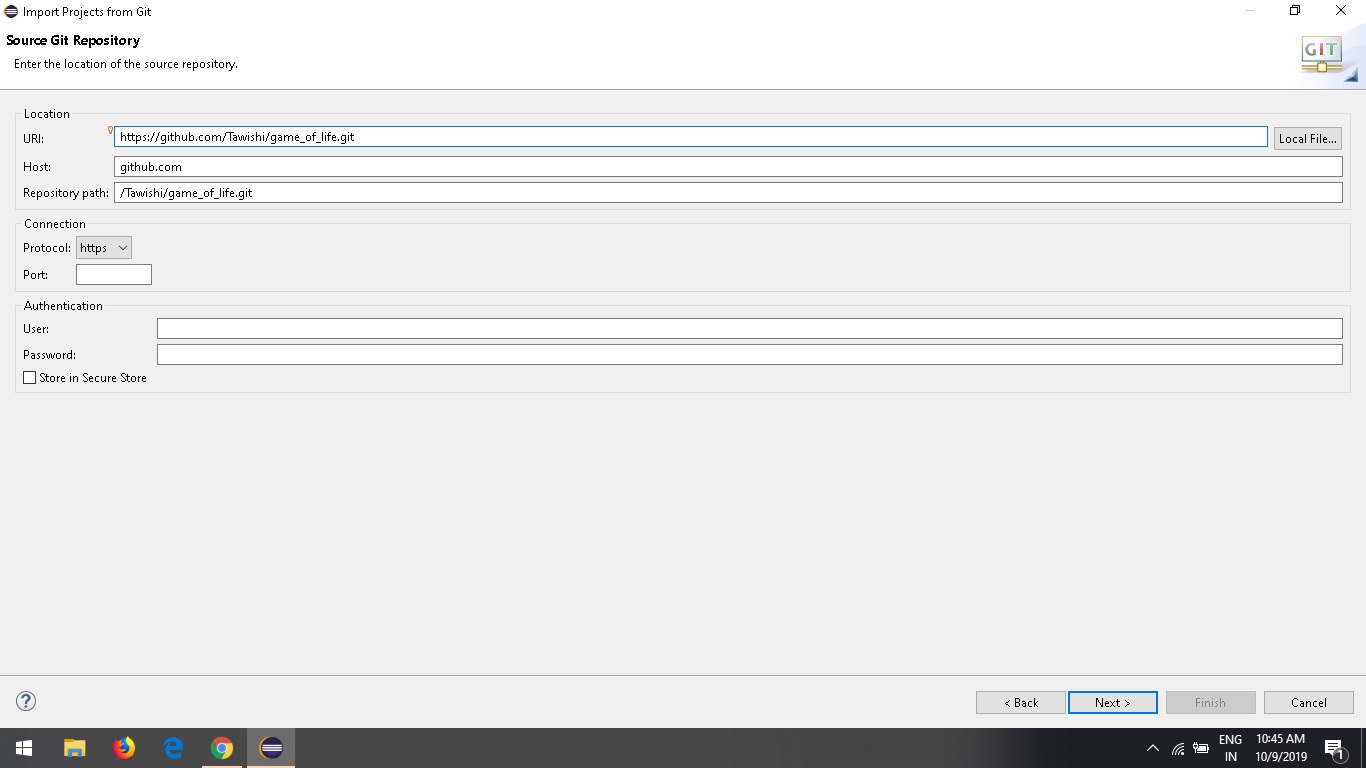 Import Projects from Git
Source Git Repository
Enter the location of the source repository.
GIT
Location
URI: https://github.com/Tawishi/game_of_life.git Local File...
Host: github.com
Repository path: /Tawishi/game_of_life.git
Connection
Protocol: https
Port:
Authentication
User:
Password:
Store in Secure Store
? < Back Next > Finish Cancel
ENG 10:45 AM
IN 10/9/2019 1